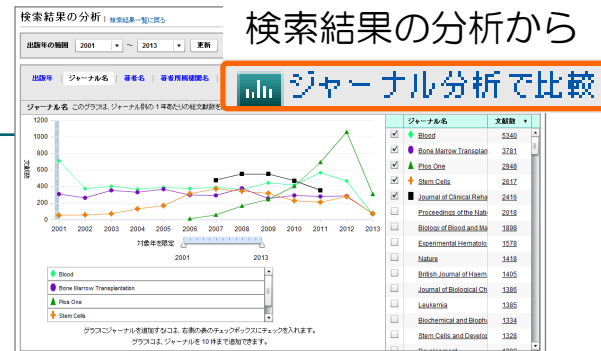 検索結果の分析 | 検索結果一覧に戻る
検索結果の分析から
出版年の範囲 2001 ～ 2013 更新
ジャーナル分析で比較
出版年 ジャーナル名 著者名 著者所属機関名
ジャーナル名 このグラフは、ジャーナル別の1年あたりの総文献数を
文献数
1200
1000
800
600
400
200
0
2001 2002 2003 2004 2005 2006 2007 2008 2009 2010 2011 2012 2013
対象年を限定
2001 2013
Blood
Bone Marrow Transplantation
Plos One
Stem Cells
グラフにジャーナルを追加するには、右側の表のチェックボックスにチェックを入れます。
グラフは、ジャーナルを 10 件まで追加できます。
ジャーナル名 文献数
Blood 5340
Bone Marrow Transplan 3781
Plos One 2948
Stem Cells 2617
Journal of Clinical Reha 2416
Proceedings of the Nati 2018
Biology of Blood and Ma 1898
Experimental Hematolo 1578
Nature 1418
British Journal of Haem 1405
Journal of Biological Ch 1386
Leukemia 1385
Biochemical and Biophy 1334
Stem Cells and Develop 1328